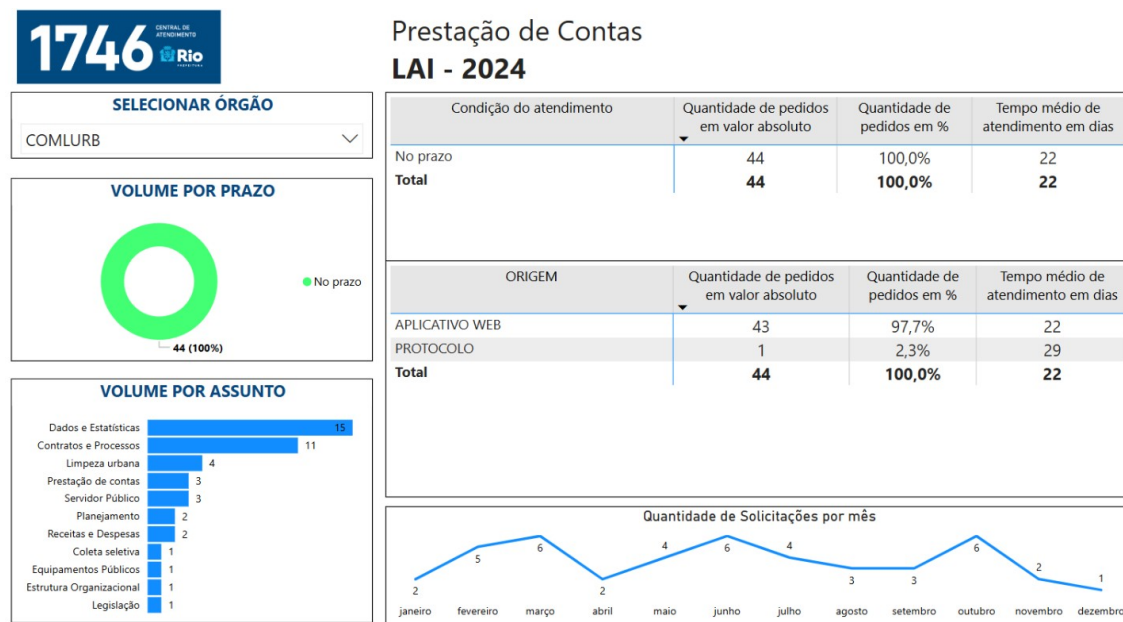 1746 CENTRAL DE ATENDIMENTO Rio PREFEITURA
Prestação de Contas
LAI - 2024
SELECIONAR ÓRGÃO
COMLURB
VOLUME POR PRAZO
No prazo
44 (100%)
VOLUME POR ASSUNTO
Dados e Estatísticas 15
Contratos e Processos 11
Limpeza urbana 4
Prestação de contas 3
Servidor Público 3
Planejamento 2
Receitas e Despesas 2
Coleta seletiva 1
Equipamentos Públicos 1
Estrutura Organizacional 1
Legislação 1
Condição do atendimento Quantidade de pedidos em valor absoluto Quantidade de pedidos em % Tempo médio de atendimento em dias
No prazo 44 100,0% 22
Total 44 100,0% 22
ORIGEM Quantidade de pedidos em valor absoluto Quantidade de pedidos em % Tempo médio de atendimento em dias
APLICATIVO WEB 43 97,7% 22
PROTOCOLO 1 2,3% 29
Total 44 100,0% 22
Quantidade de Solicitações por mês
2 5 6 2 4 6 4 3 3 6 2 1
janeiro fevereiro março abril maio junho julho agosto setembro outubro novembro dezembro